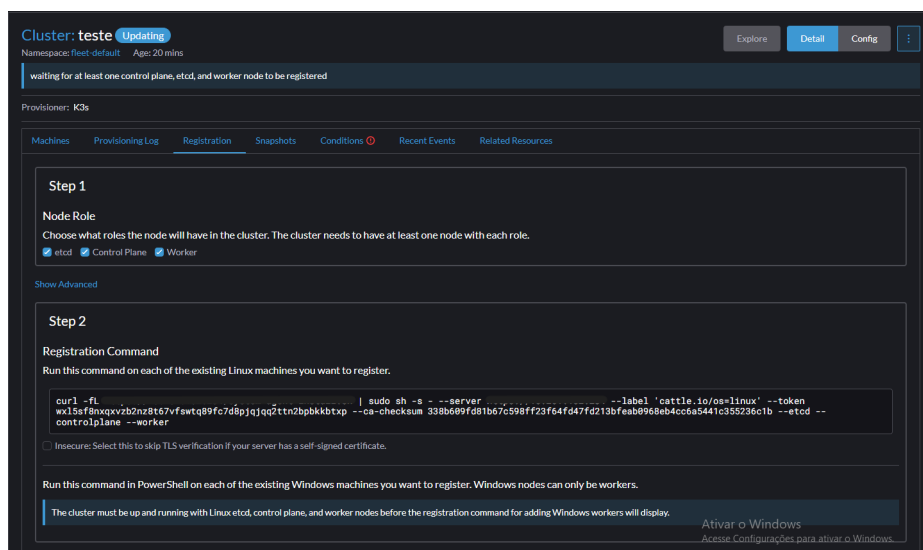 Cluster: teste Updating
Explore Detail Config
Namespace: fleet-default Age: 20 mins
waiting for at least one control plane, etcd, and worker node to be registered
Provisioner: K3s
Machines Provisioning Log Registration Snapshots Conditions Recent Events Related Resources
Step 1
Node Role
Choose what roles the node will have in the cluster. The cluster needs to have at least one node with each role.
etcd Control Plane Worker
Show Advanced
Step 2
Registration Command
Run this command on each of the existing Linux machines you want to register.
curl -fL | sudo sh -s - --server --label 'cattle.io/os=linux' --token
wxl5sf8nxqxvzb2nz8t67vfswtq89fc7d8pjqjqq2ttn2bpbkkbtxp --ca-checksum 338b609fd81b67c598ff23f64fd47fd213bfeab0968eb4cc6a5441c355236c1b --etcd --
controlplane --worker
Insecure: Select this to skip TLS verification if your server has a self-signed certificate.
Run this command in PowerShell on each of the existing Windows machines you want to register. Windows nodes can only be workers.
The cluster must be up and running with Linux etcd, control plane, and worker nodes before the registration command for adding Windows workers will display.
Ativar o Windows
Acesse Configurações para ativar o Windows.